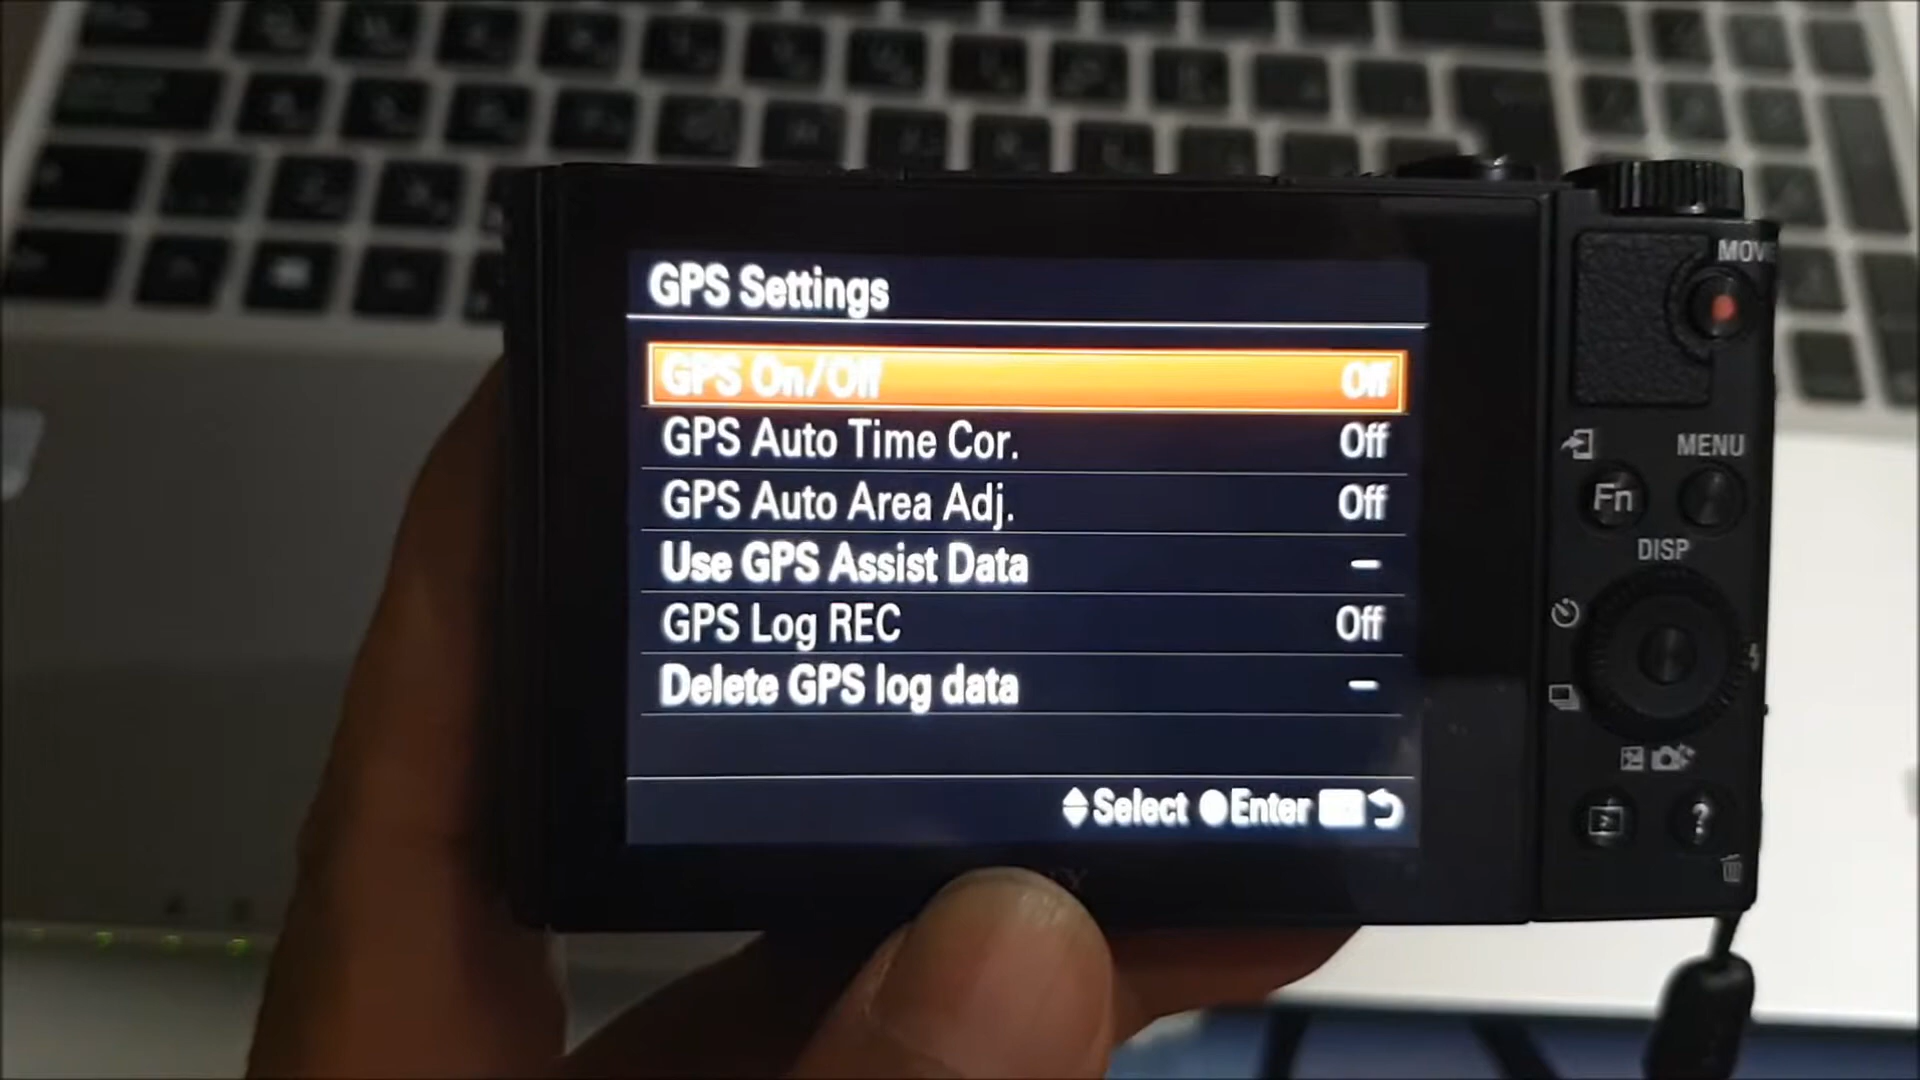 GPS Settings
GPS On/Off Off
GPS Auto Time Cor. Off
GPS Auto Area Adj. Off
Use GPS Assist Data –
GPS Log REC Off
Delete GPS log data –
Select Enter
MENU
Fn
DISP
?